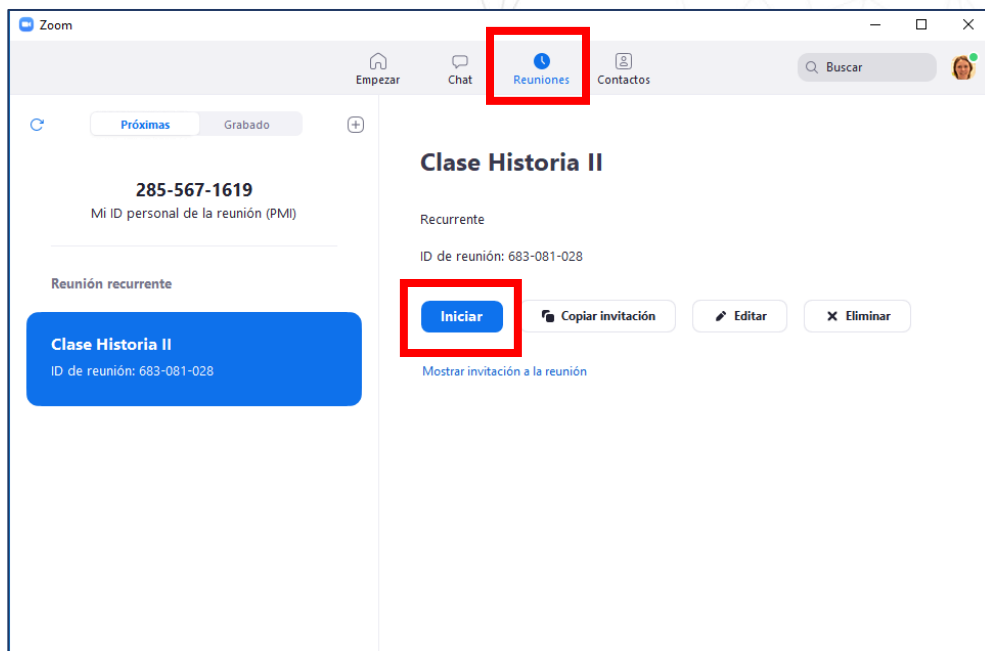 Zoom
Empezar
Chat
Reuniones
Contactos
Buscar
Próximas
Grabado
285-567-1619
Mi ID personal de la reunión (PMI)
Reunión recurrente
Clase Historia II
ID de reunión: 683-081-028
Clase Historia II
Recurrente
ID de reunión: 683-081-028
Iniciar
Copiar invitación
Editar
Eliminar
Mostrar invitación a la reunión